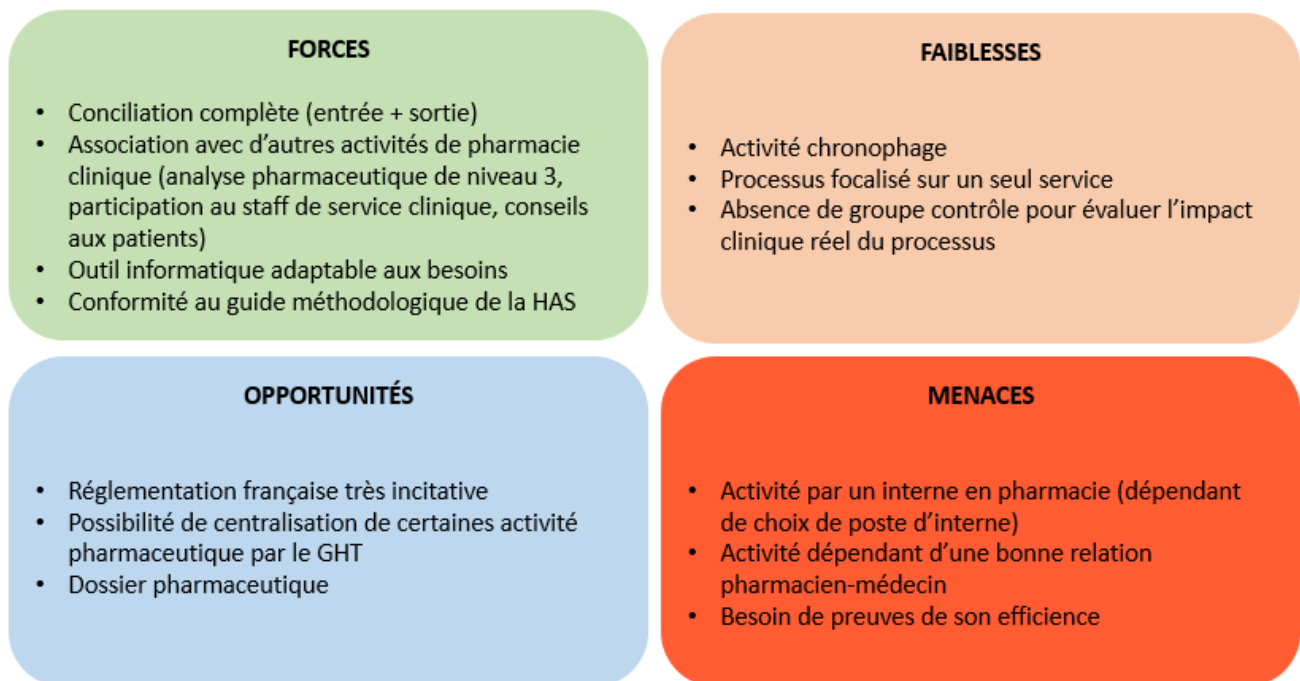 FORCES
• Conciliation complète (entrée + sortie)
• Association avec d'autres activités de pharmacie
clinique (analyse pharmaceutique de niveau 3,
participation au staff de service clinique, conseils
aux patients)
• Outil informatique adaptable aux besoins
• Conformité au guide méthodologique de la HAS
FAIBLESSES
• Activité chronophage
• Processus focalisé sur un seul service
• Absence de groupe contrôle pour évaluer l'impact
clinique réel du processus
OPPORTUNITÉS
• Réglementation française très incitative
• Possibilité de centralisation de certaines activité
pharmaceutique par le GHT
• Dossier pharmaceutique
MENACES
• Activité par un interne en pharmacie (dépendant
de choix de poste d'interne)
• Activité dépendant d'une bonne relation
pharmacien-médecin
• Besoin de preuves de son efficience